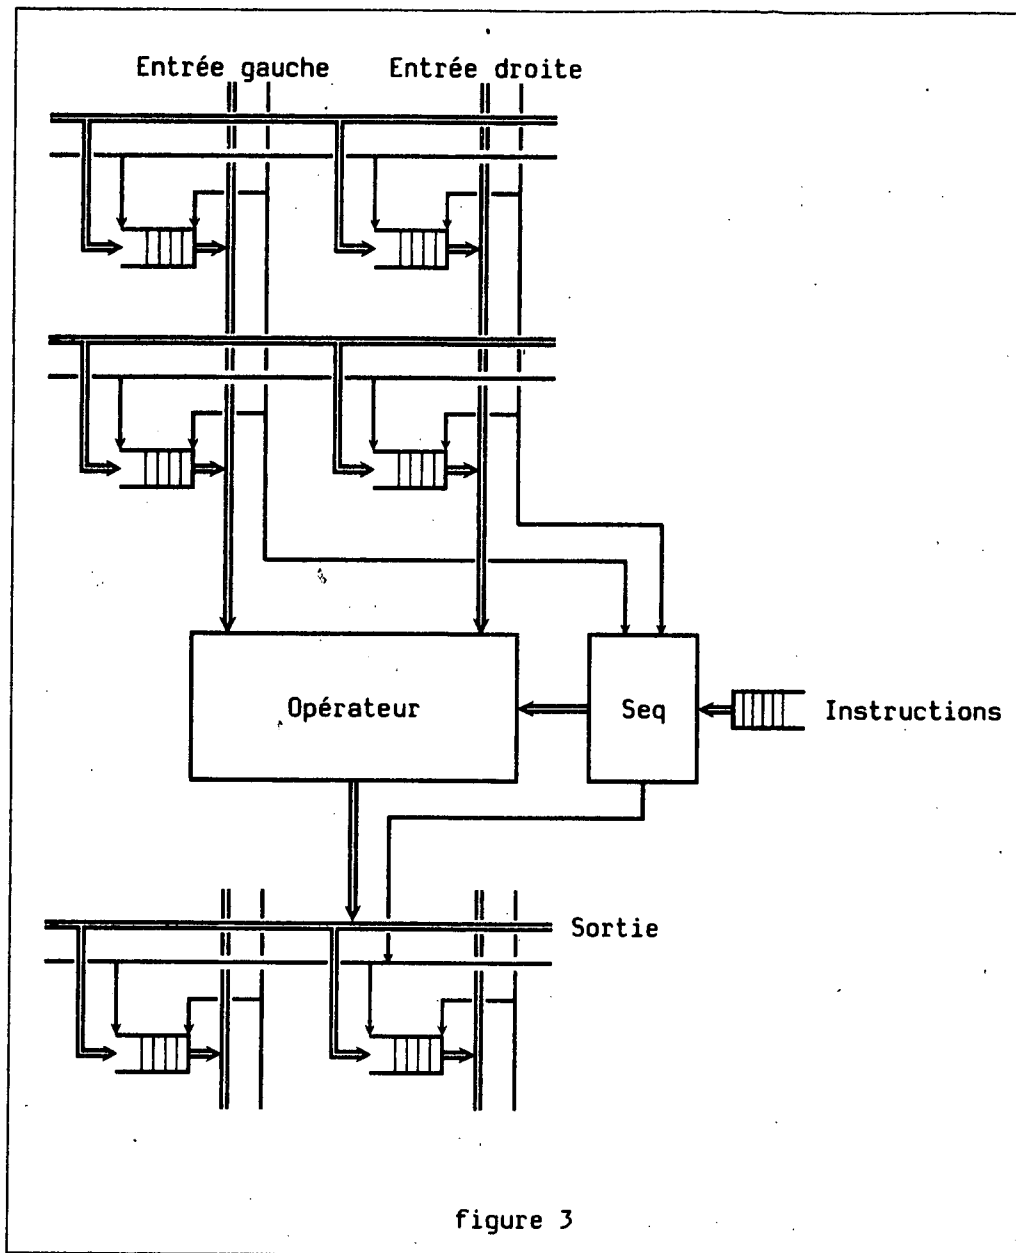 Entrée gauche Entrée droite
Opérateur
Seq
Instructions
Sortie
figure 3